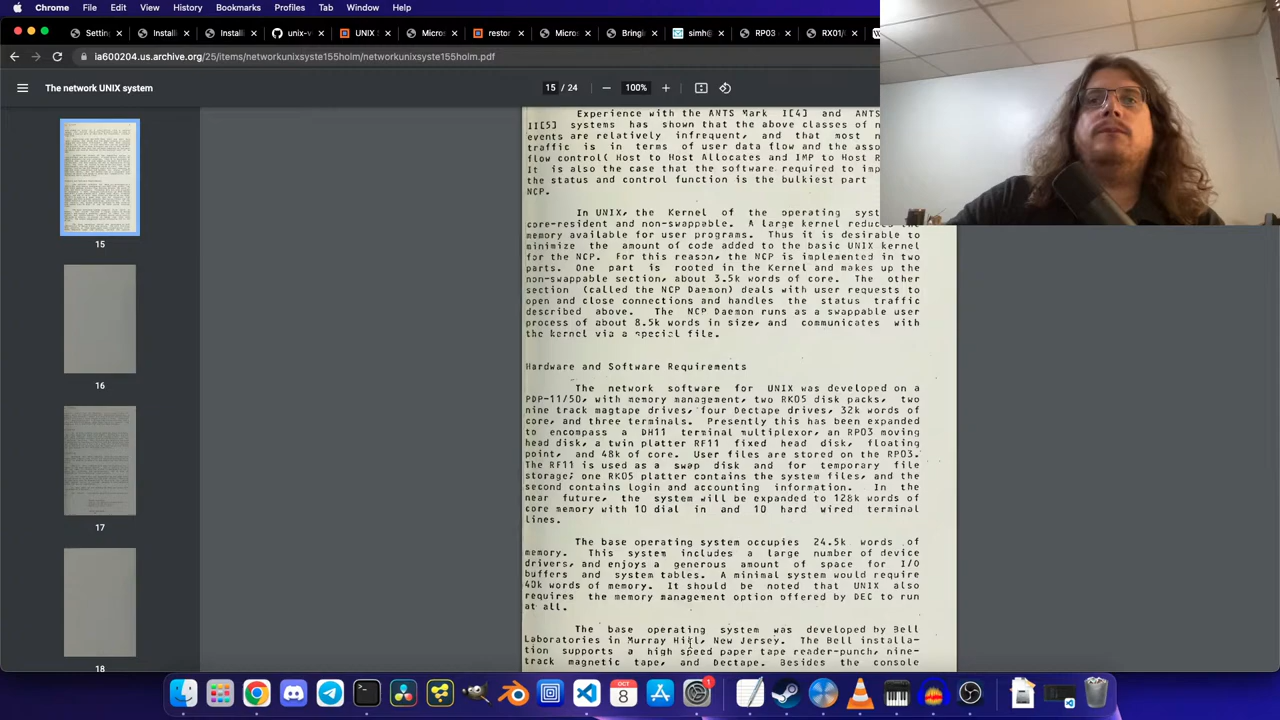 Chrome File Edit View History Bookmarks Profiles Tab Window Help
Settin Installi Installi unix-v UNIX Micros restor Micros Bringi simh@ RP03 - RX01/
ia600204.us.archive.org/25/items/networkunixsyste155holm/networkunixsyste155holm.pdf
The network UNIX system 15 / 24 100%
15
16
17
18
Experience with the ANTS Mark I[4] and ANTS
II[5] systems has shown that the above classes of n
events are relatively infrequent, and that most n
traffic is in terms of user data flow and the asso
flow control( Host to Host Allocates and IMP to Host R
It is also the case that the software required to imp
the status and control function is the bulkiest part
NCP.
In UNIX, the Kernel of the operating syst
core-resident and non-swappable. A large kernel reduces the
memory available for user programs. Thus it is desirable to
minimize the amount of code added to the basic UNIX kernel
for the NCP. For this reason, the NCP is implemented in two
parts. One part is rooted in the Kernel and makes up the
non-swappable section, about 3.5k words of core. The other
section (called the NCP Daemon) deals with user requests to
open and close connections and handles the status traffic
described above. The NCP Daemon runs as a swappable user
process of about 8.5k words in size, and communicates with
the kernel via a special file.
Hardware and Software Requirements
The network software for UNIX was developed on a
PDP-11/50, with memory management, two RK05 disk packs, two
nine track magtape drives, four Dectape drives, 32k words of
core, and three terminals. Presently this has been expanded
to encompass a DH11 terminal multiplexor, an RP03 moving
head disk, a twin platter RF11 fixed head disk, floating
point, and 48k of core. User files are stored on the RP03.
The RF11 is used as a swap disk and for temporary file
storage; one RK05 platter contains the system files, and the
second contains login and accounting information. In the
near future, the system will be expanded to 128k words of
core memory with 10 dial in and 10 hard wired terminal
lines.
The base operating system occupies 24.5k words of
memory. This system includes a large number of device
drivers, and enjoys a generous amount of space for I/O
buffers and system tables. A minimal system would require
40k words of memory. It should be noted that UNIX also
requires the memory management option offered by DEC to run
at all.
The base operating system was developed by Bell
Laboratories in Murray Hill, New Jersey. The Bell installa-
tion supports a high speed paper tape reader-punch, nine-
track magnetic tape, and Dectape. Besides the console
OCT
8
1